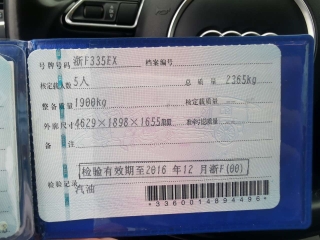 号牌号码 浙F335EX 档案编号
核定载人数 5人 总质量 2365kg
整备质量 1900kg 核定载质量
外廓尺寸 4629×1898×1655mm 准牵引总质量
备注
检验有效期至2016年12月浙F(00)
检验记录
汽油
*3360014894496*